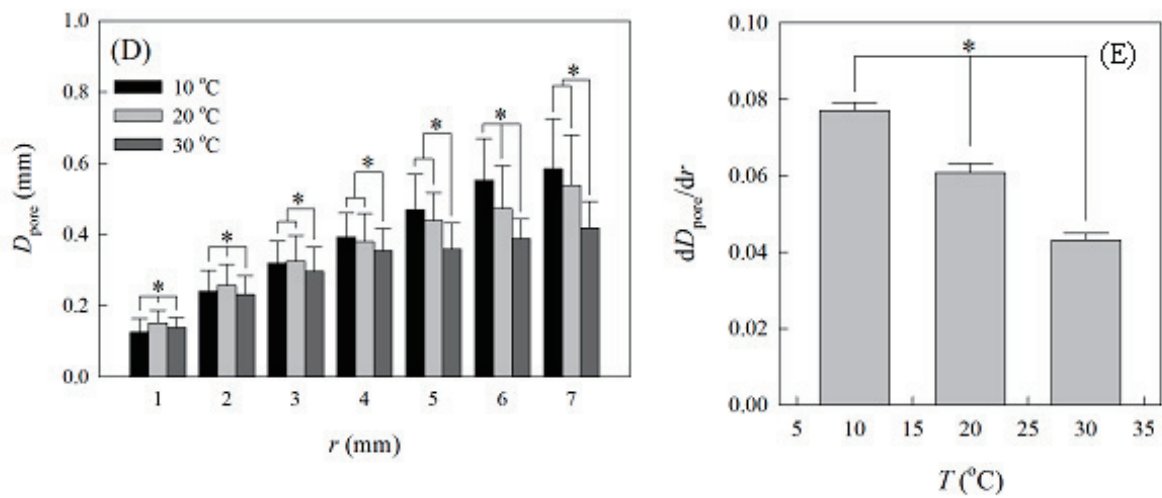 (D)
10 °C
20 °C
30 °C
1.0
0.8
0.6
0.4
0.2
0.0
D_pore (mm)
* * * * * * *
1 2 3 4 5 6 7
r (mm)
(E)
*
0.10
0.08
0.06
0.04
0.02
0.00
dD_pore/dr
5 10 15 20 25 30 35
T (°C)